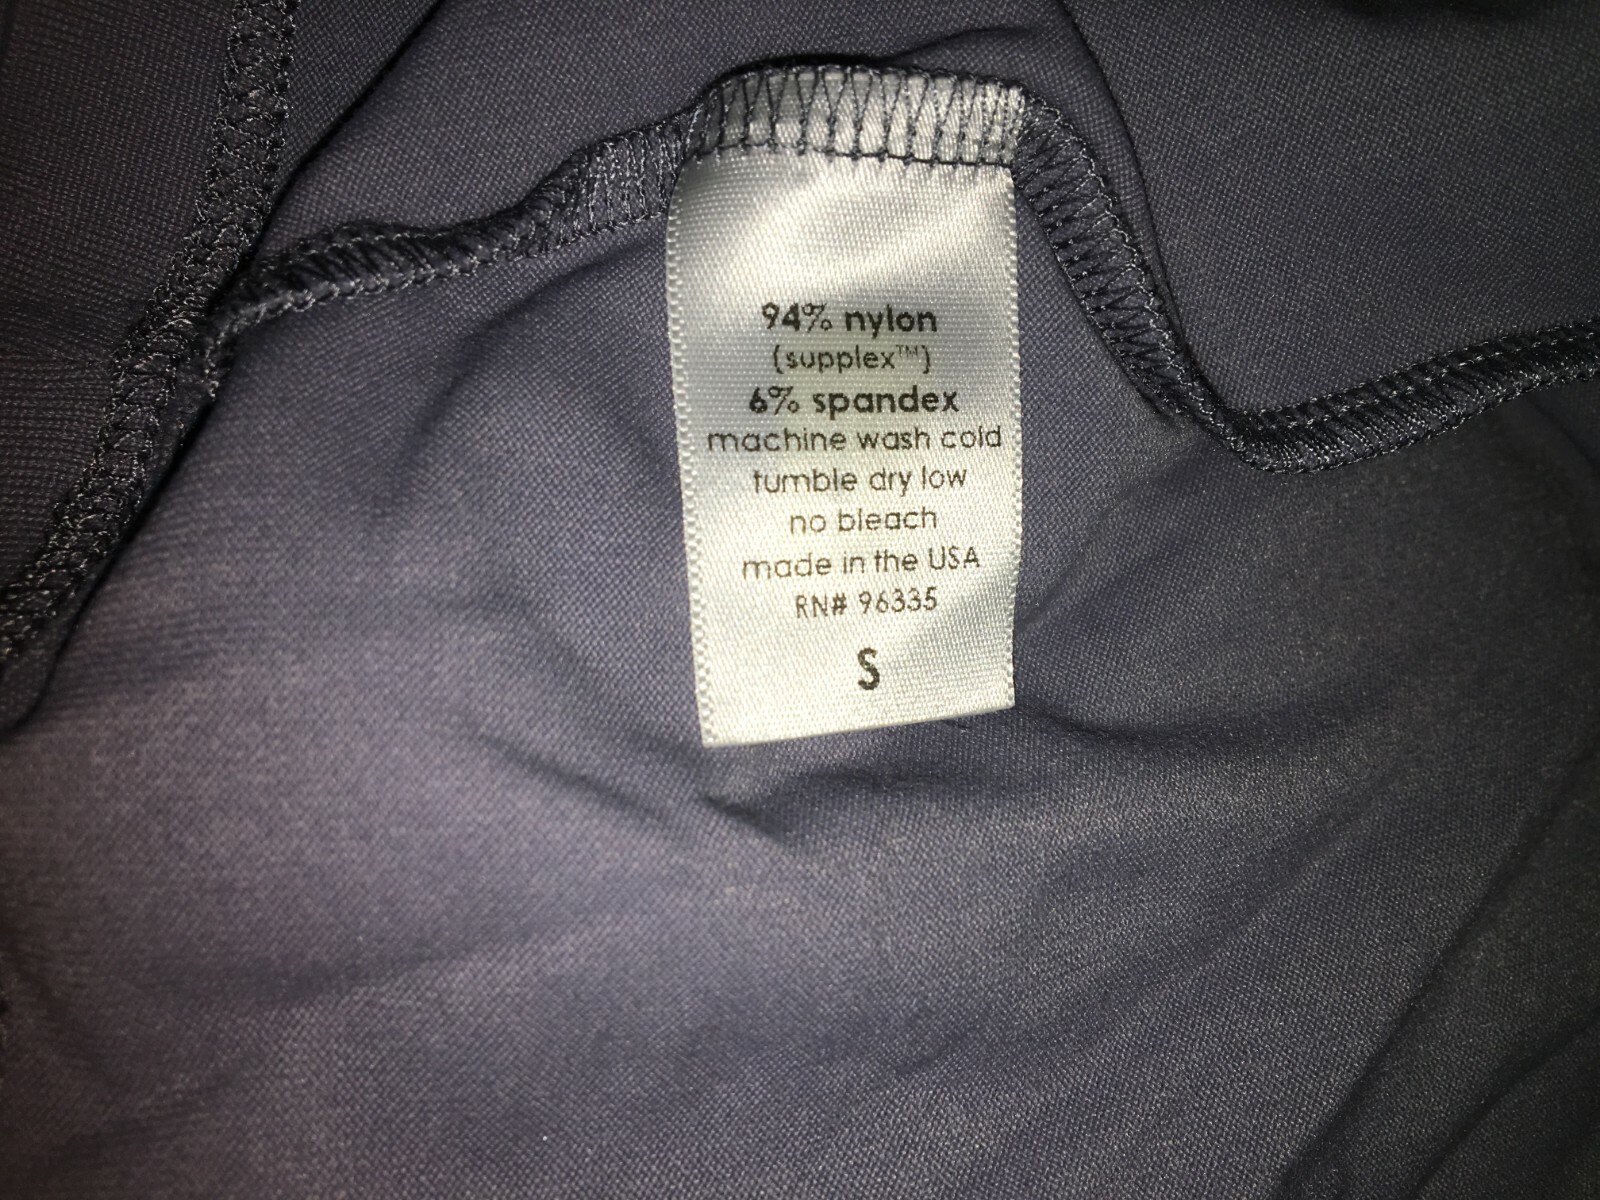 94% nylon
(supplex™)
6% spandex
machine wash cold
tumble dry low
no bleach
made in the USA
RN# 96335
S